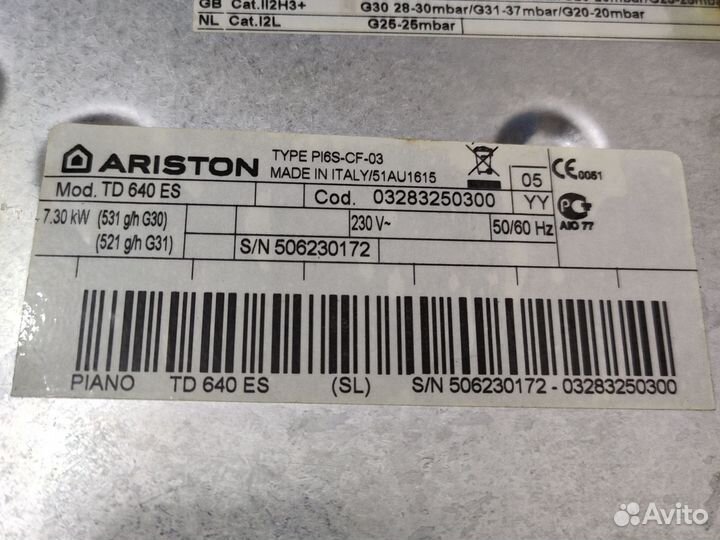 GB Cat.II2H3+ G30 28-30mbar/G31-37mbar/G20-20mbar
NL Cat.I2L G25-25mbar
ARISTON TYPE PI6S-CF-03
MADE IN ITALY/51AU1615
05
YY
CE 0051
Mod. TD 640 ES Cod. 03283250300
AIO 77
7.30 kW (531 g/h G30) 230 V~ 50/60 Hz
(521 g/h G31) S/N 506230172
PIANO TD 640 ES (SL) S/N 506230172 - 03283250300
Avito